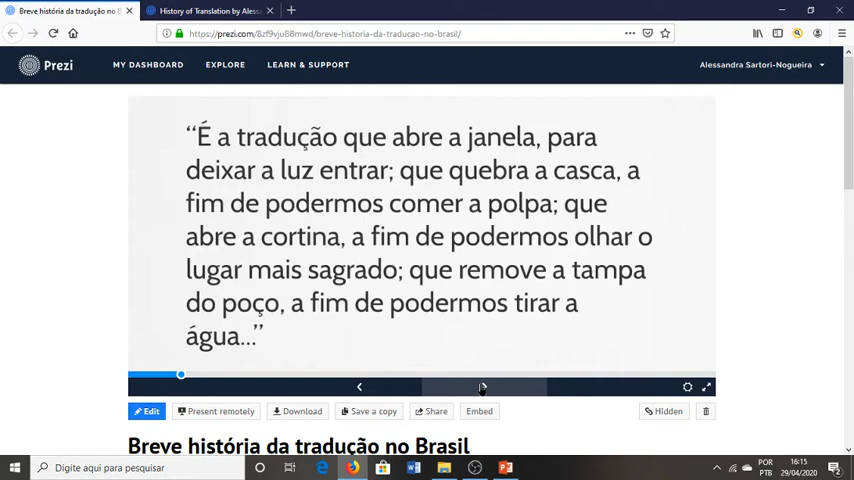 Breve história da tradução no B
History of Translation by Aless
https://prezi.com/8zf9vju88mwd/breve-historia-da-traducao-no-brasil/
Prezi
MY DASHBOARD
EXPLORE
LEARN & SUPPORT
Alessandra Sartori-Nogueira
“É a tradução que abre a janela, para
deixar a luz entrar; que quebra a casca, a
fim de podermos comer a polpa; que
abre a cortina, a fim de podermos olhar o
lugar mais sagrado; que remove a tampa
do poço, a fim de podermos tirar a
água...”
Edit
Present remotely
Download
Save a copy
Share
Embed
Hidden
Breve história da tradução no Brasil
Digite aqui para pesquisar
POR
PTB
16:15
29/04/2020
2